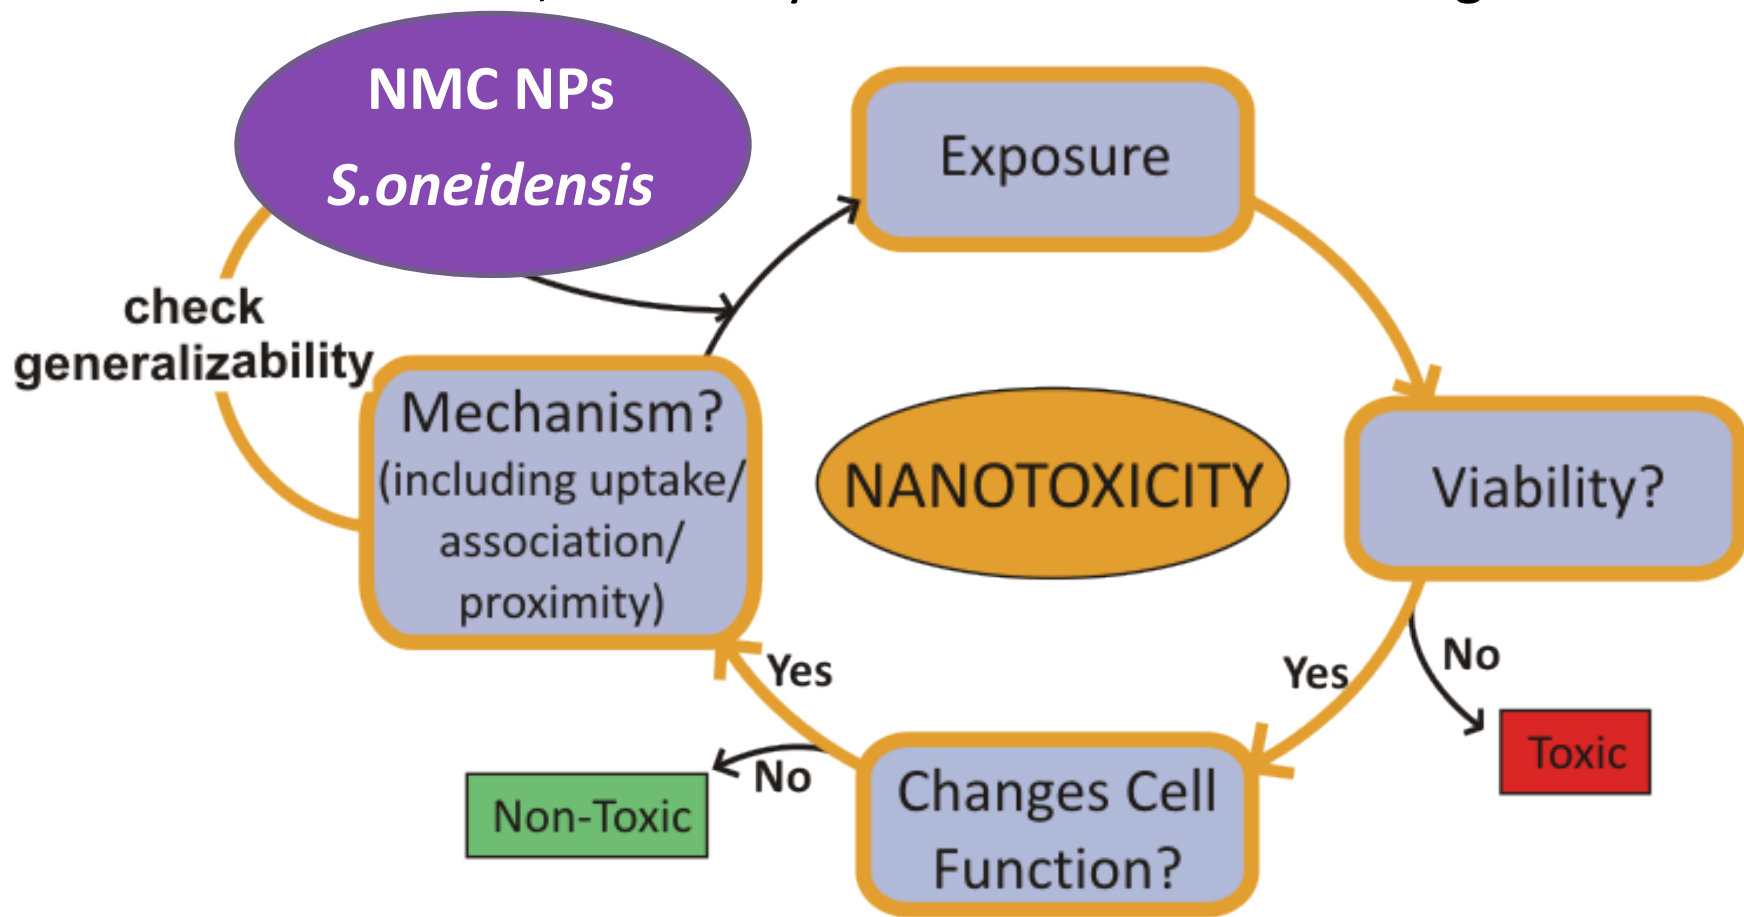 NMC NPs
S.oneidensis
Exposure
check
generalizability
Mechanism?
(including uptake/
association/
proximity)
NANOTOXICITY
Viability?
Yes
No
Toxic
Changes Cell
Function?
Yes
No
Non-Toxic